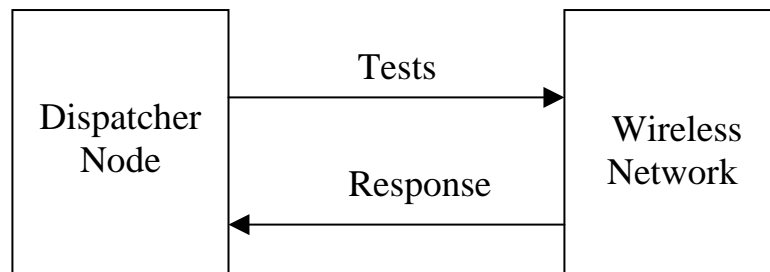 Tests
Dispatcher
Node
Wireless
Network
Response